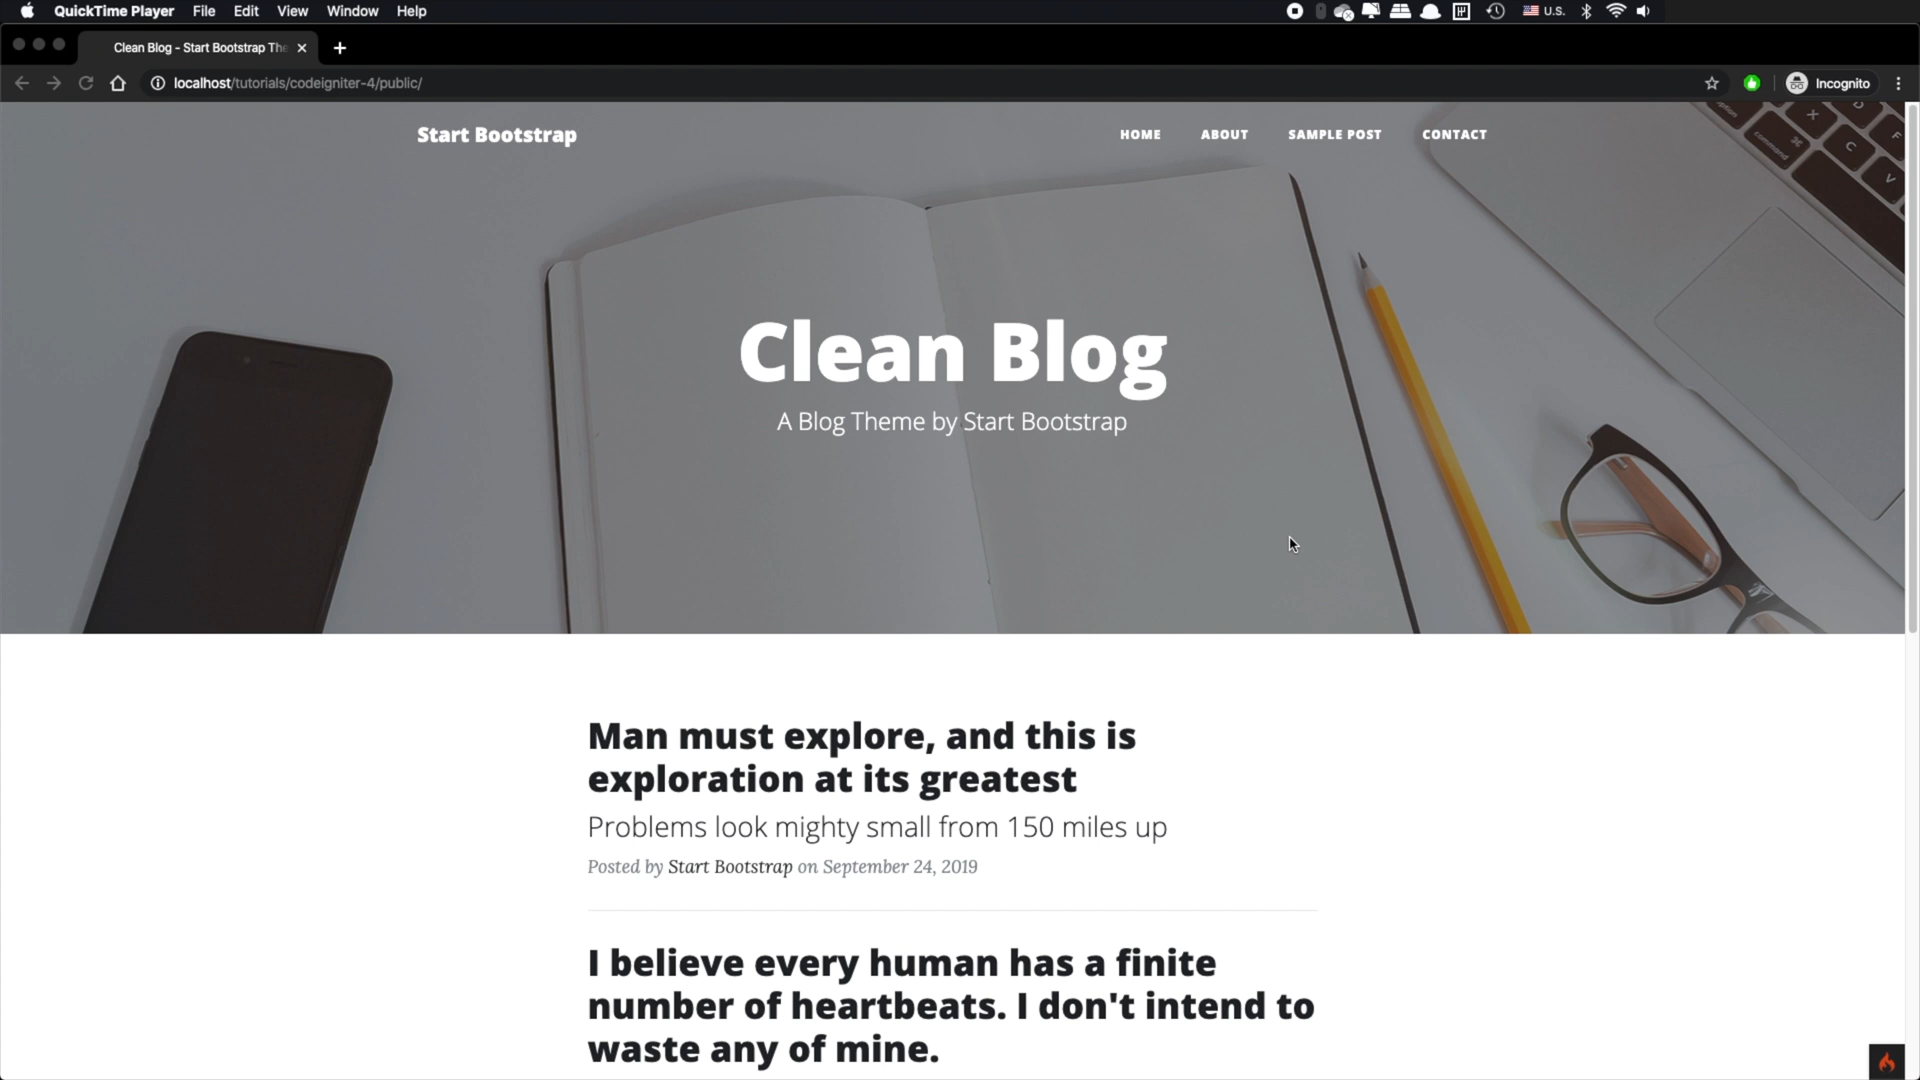 QuickTime Player File Edit View Window Help U.S.
Clean Blog - Start Bootstrap The
localhost/tutorials/codeigniter-4/public/ Incognito
Start Bootstrap HOME ABOUT SAMPLE POST CONTACT
Clean Blog
A Blog Theme by Start Bootstrap
Man must explore, and this is
exploration at its greatest
Problems look mighty small from 150 miles up
Posted by Start Bootstrap on September 24, 2019
I believe every human has a finite
number of heartbeats. I don't intend to
waste any of mine.